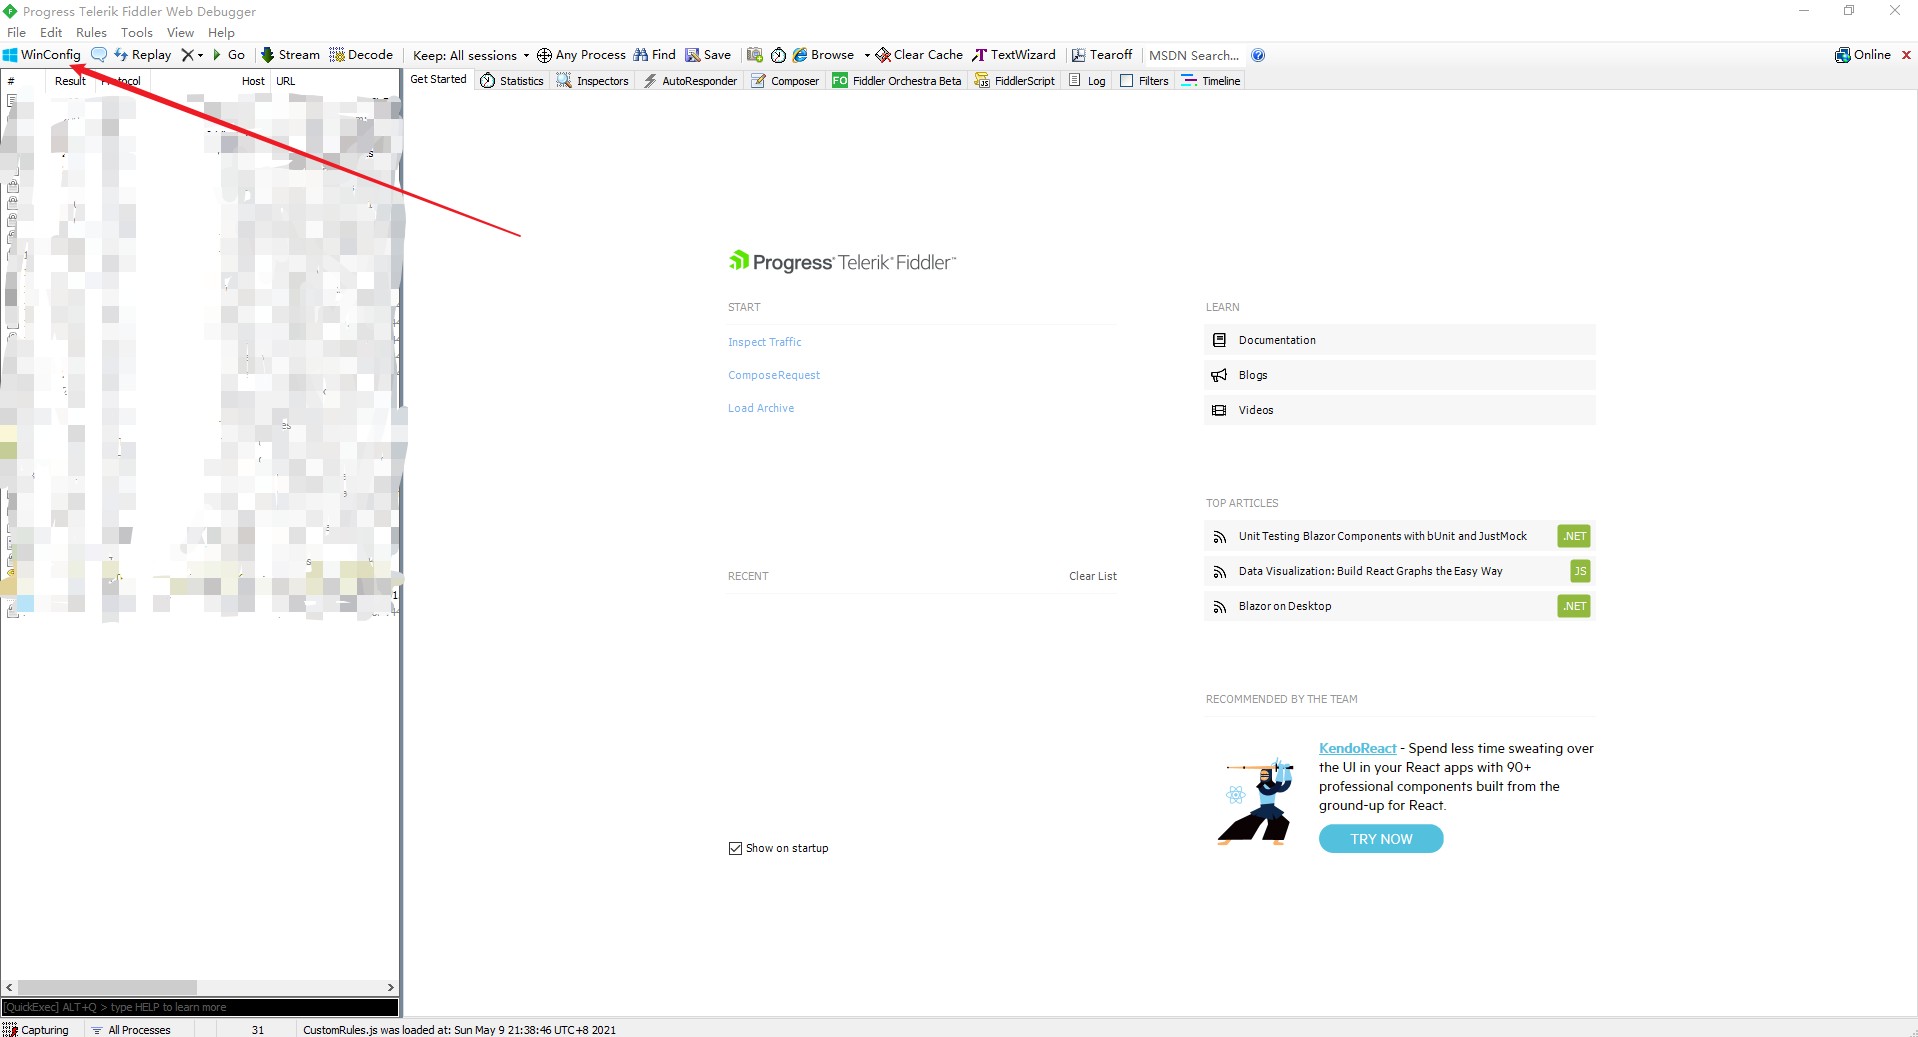 Progress Telerik Fiddler Web Debugger
File Edit Rules Tools View Help
WinConfig Replay Go Stream Decode Keep: All sessions Any Process Find Save Browse Clear Cache TextWizard Tearoff MSDN Search... Online
# Result Protocol Host URL
Get Started Statistics Inspectors AutoResponder Composer FO Fiddler Orchestra Beta FiddlerScript Log Filters Timeline
Progress Telerik Fiddler™
START
Inspect Traffic
Compose Request
Load Archive
RECENT Clear List
Show on startup
LEARN
Documentation
Blogs
Videos
TOP ARTICLES
Unit Testing Blazor Components with bUnit and JustMock .NET
Data Visualization: Build React Graphs the Easy Way JS
Blazor on Desktop .NET
RECOMMENDED BY THE TEAM
KendoReact - Spend less time sweating over
the UI in your React apps with 90+
professional components built from the
ground-up for React.
TRY NOW
[QuickExec] ALT+Q > type HELP to learn more
Capturing All Processes 31 CustomRules.js was loaded at: Sun May 9 21:38:46 UTC+8 2021